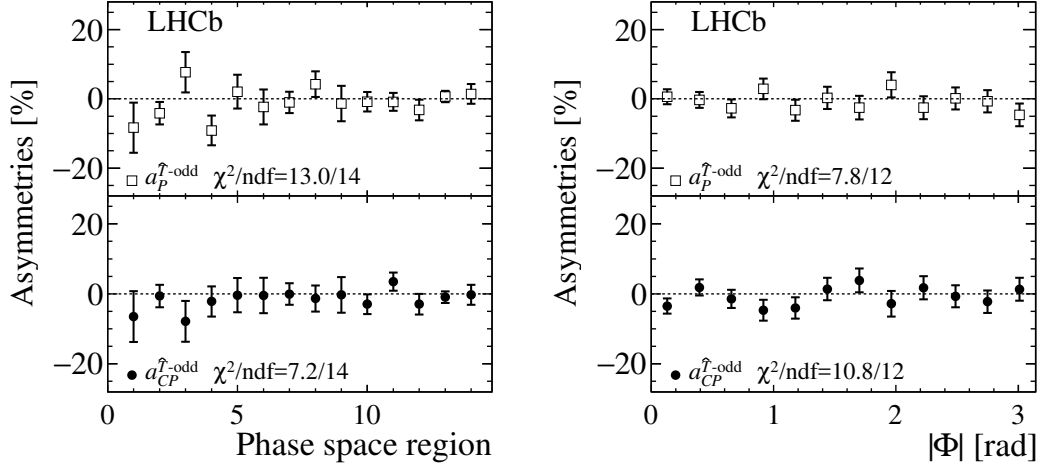 LHCb
Asymmetries [%]
20
0
−20
a_P^{T̂-odd} χ²/ndf=13.0/14
Asymmetries [%]
20
0
−20
a_{CP}^{T̂-odd} χ²/ndf=7.2/14
0 5 10
Phase space region
LHCb
Asymmetries [%]
20
0
−20
a_P^{T̂-odd} χ²/ndf=7.8/12
Asymmetries [%]
20
0
−20
a_{CP}^{T̂-odd} χ²/ndf=10.8/12
0 1 2 3
|Φ| [rad]